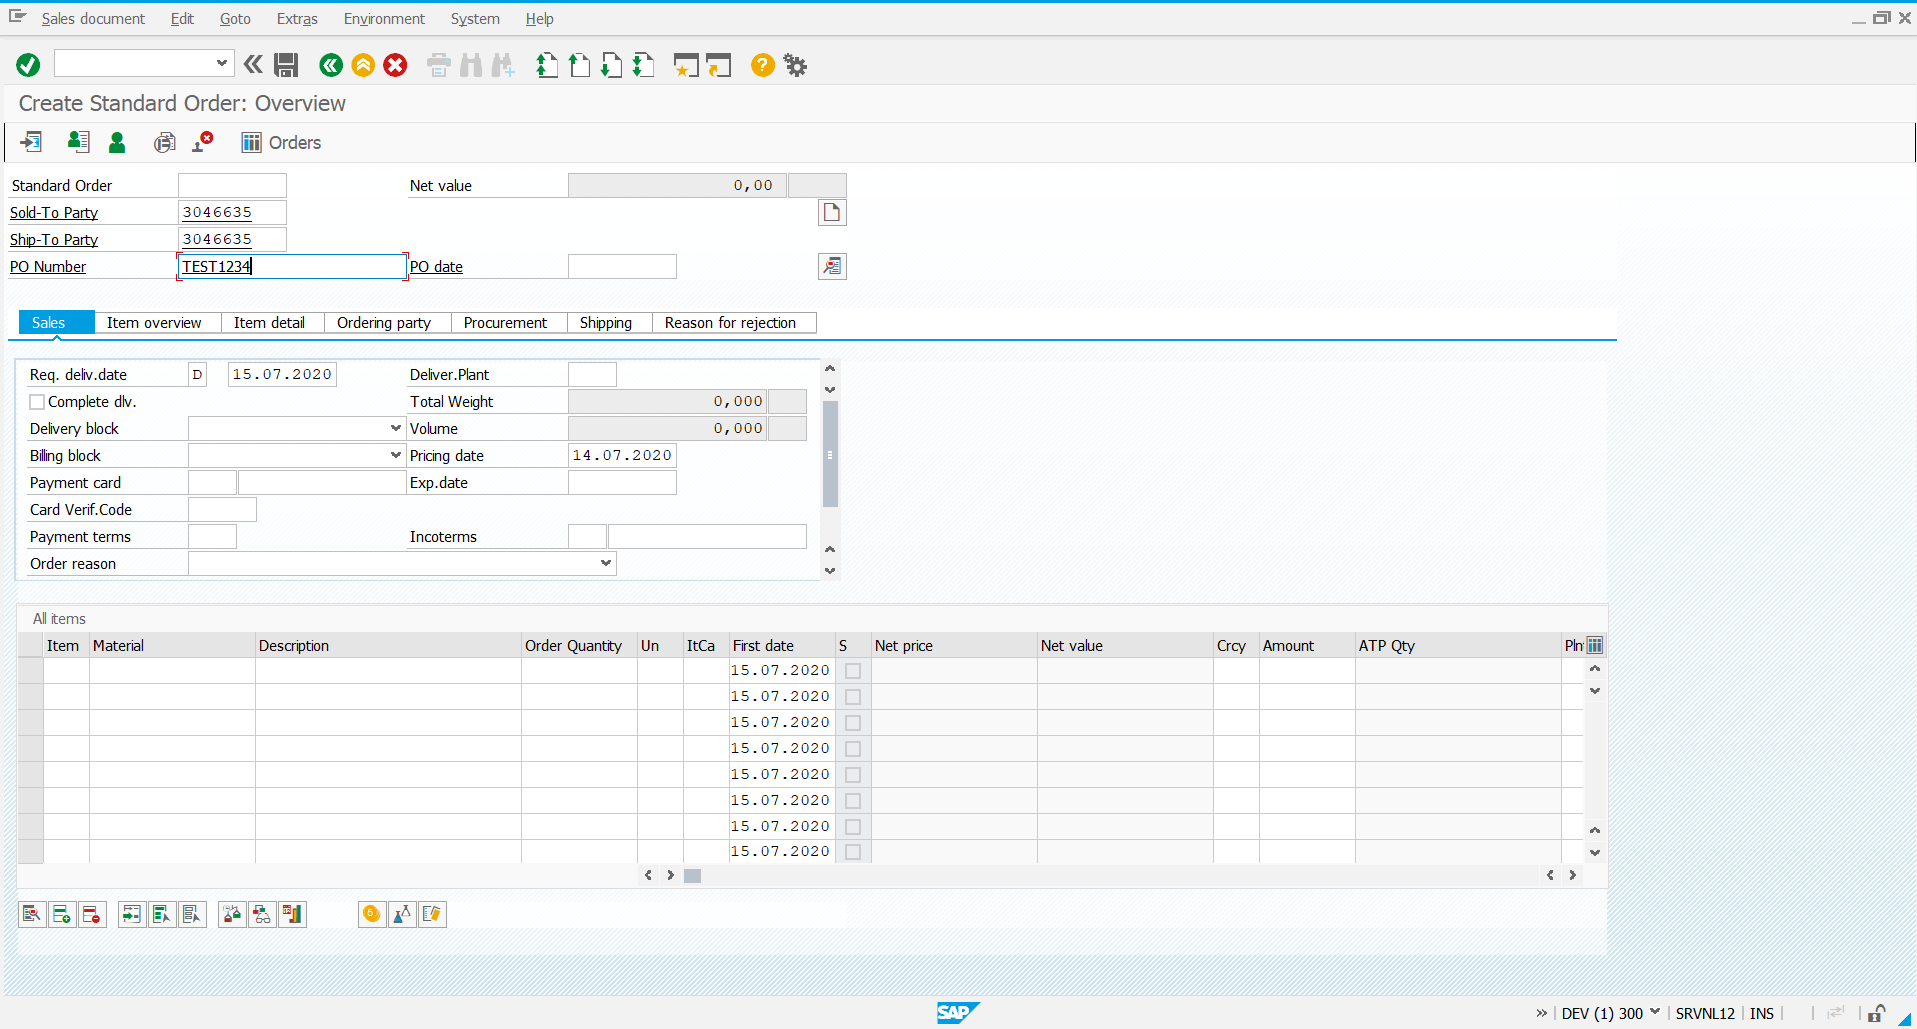 Sales document Edit Goto Extras Environment System Help
Create Standard Order: Overview
Orders
Standard Order Net value 0,00
Sold-To Party 3046635
Ship-To Party 3046635
PO Number TEST1234 PO date
Sales Item overview Item detail Ordering party Procurement Shipping Reason for rejection
Req. deliv.date D 15.07.2020 Deliver.Plant
Complete dlv. Total Weight 0,000
Delivery block Volume 0,000
Billing block Pricing date 14.07.2020
Payment card Exp.date
Card Verif.Code
Payment terms Incoterms
Order reason
All items
Item Material Description Order Quantity Un ItCa First date S Net price Net value Crcy Amount ATP Qty Pln
15.07.2020
15.07.2020
15.07.2020
15.07.2020
15.07.2020
15.07.2020
15.07.2020
15.07.2020
SAP DEV (1) 300 SRVNL12 INS